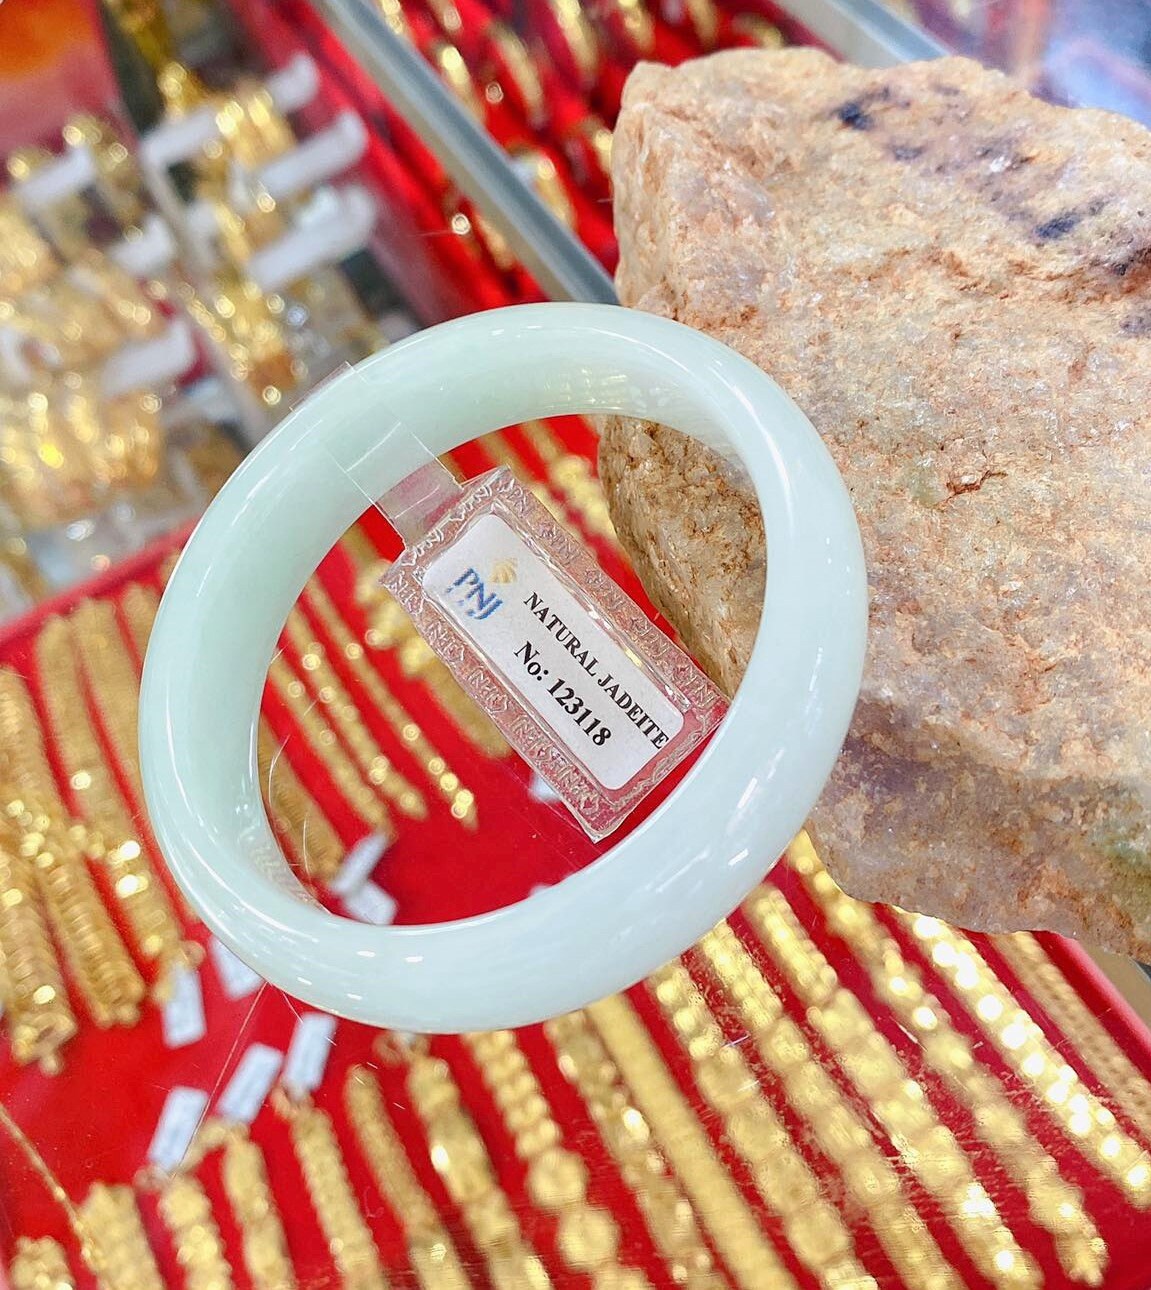 PNJ
NATURAL JADEITE
No: 123118